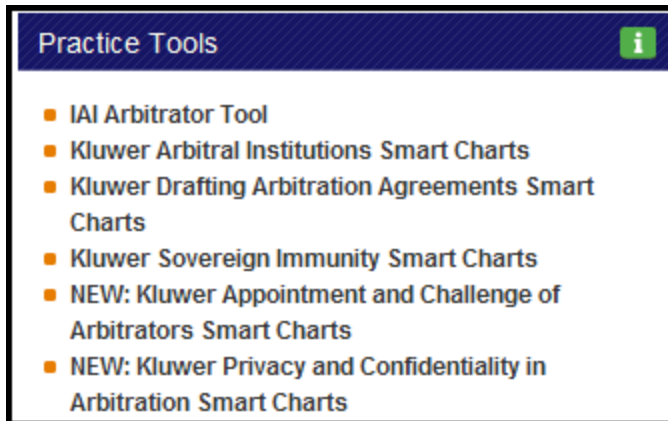 Practice Tools
i
IAI Arbitrator Tool
Kluwer Arbitral Institutions Smart Charts
Kluwer Drafting Arbitration Agreements Smart
Charts
Kluwer Sovereign Immunity Smart Charts
NEW: Kluwer Appointment and Challenge of
Arbitrators Smart Charts
NEW: Kluwer Privacy and Confidentiality in
Arbitration Smart Charts